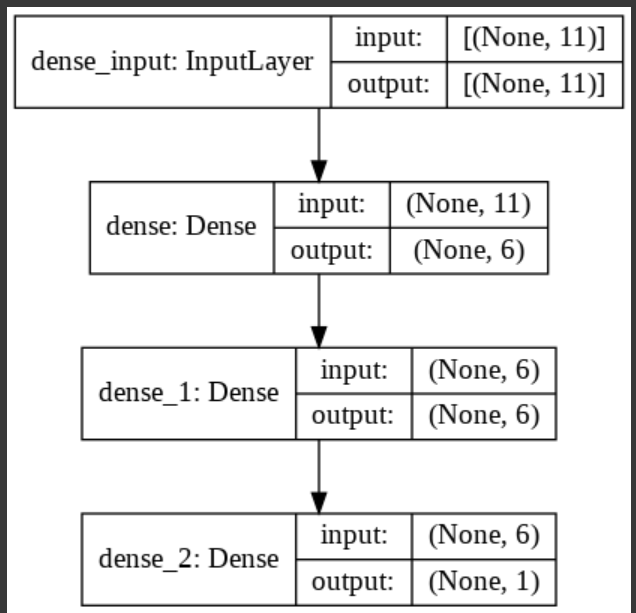 dense_input: InputLayer
input: [(None, 11)]
output: [(None, 11)]
dense: Dense
input: (None, 11)
output: (None, 6)
dense_1: Dense
input: (None, 6)
output: (None, 6)
dense_2: Dense
input: (None, 6)
output: (None, 1)